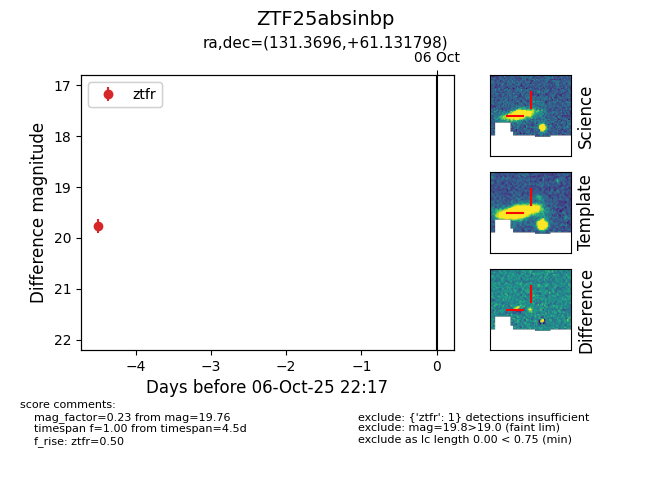 ZTF25absinbp
ra,dec=(131.3696,+61.131798)
06 Oct
ztfr
17
18
19
20
21
22
Difference magnitude
−4
−3
−2
−1
0
Days before 06-Oct-25 22:17
Science
Template
Difference
score comments:
mag_factor=0.23 from mag=19.76
timespan f=1.00 from timespan=4.5d
f_rise: ztfr=0.50
exclude: {'ztfr': 1} detections insufficient
exclude: mag=19.8>19.0 (faint lim)
exclude as lc length 0.00 < 0.75 (min)